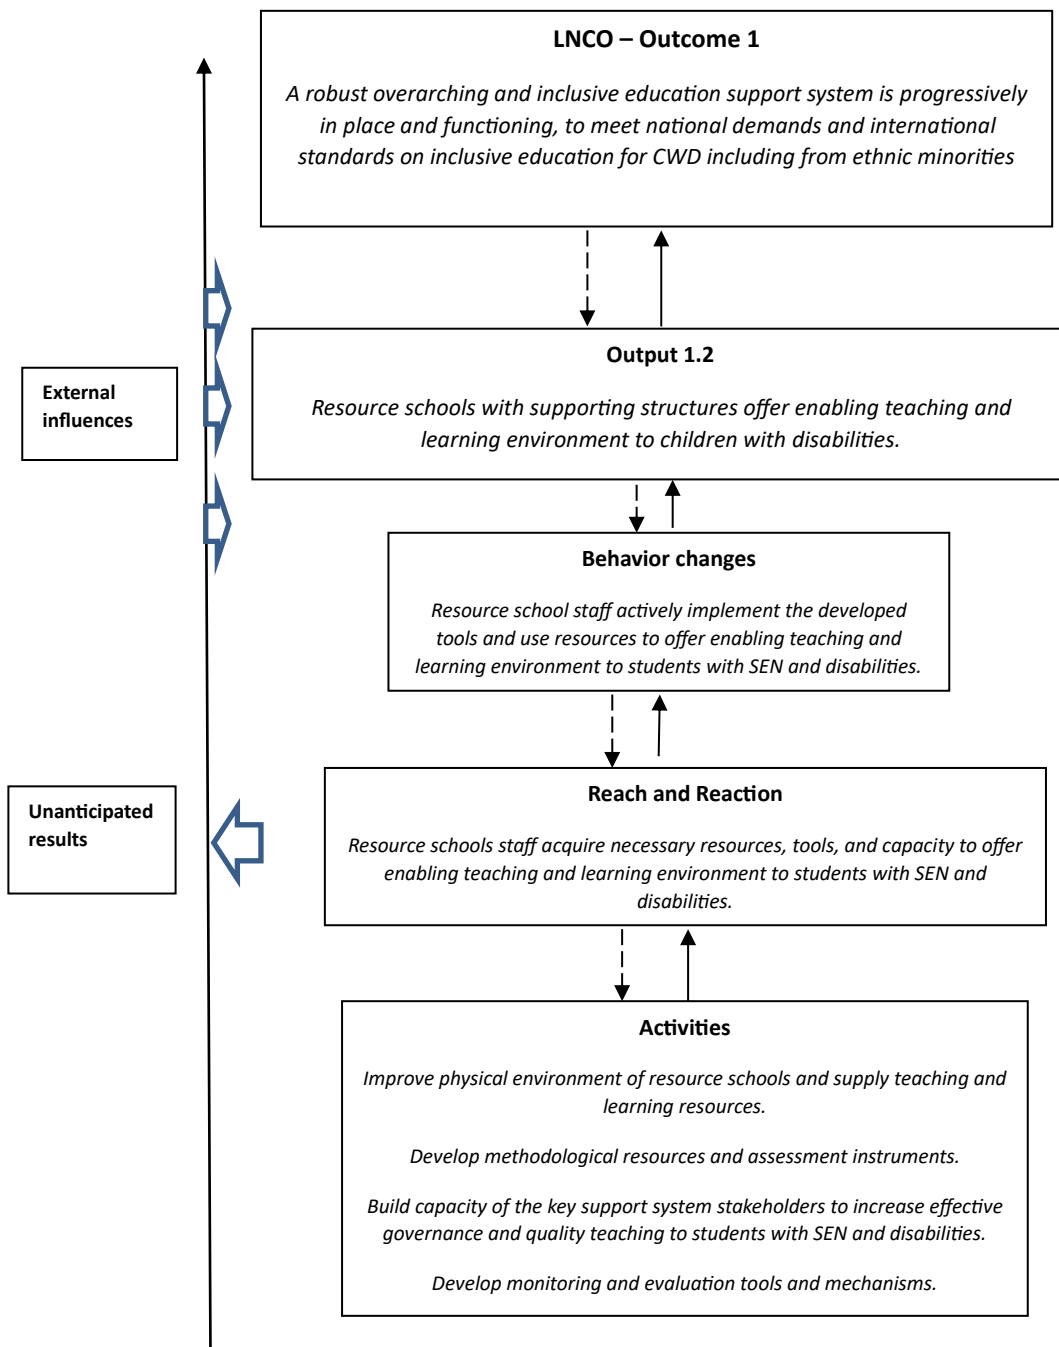 LNCO – Outcome 1
A robust overarching and inclusive education support system is progressively
in place and functioning, to meet national demands and international
standards on inclusive education for CWD including from ethnic minorities
External
influences
Output 1.2
Resource schools with supporting structures offer enabling teaching and
learning environment to children with disabilities.
Behavior changes
Resource school staff actively implement the developed
tools and use resources to offer enabling teaching and
learning environment to students with SEN and disabilities.
Unanticipated
results
Reach and Reaction
Resource schools staff acquire necessary resources, tools, and capacity to offer
enabling teaching and learning environment to students with SEN and
disabilities.
Activities
Improve physical environment of resource schools and supply teaching and
learning resources.
Develop methodological resources and assessment instruments.
Build capacity of the key support system stakeholders to increase effective
governance and quality teaching to students with SEN and disabilities.
Develop monitoring and evaluation tools and mechanisms.